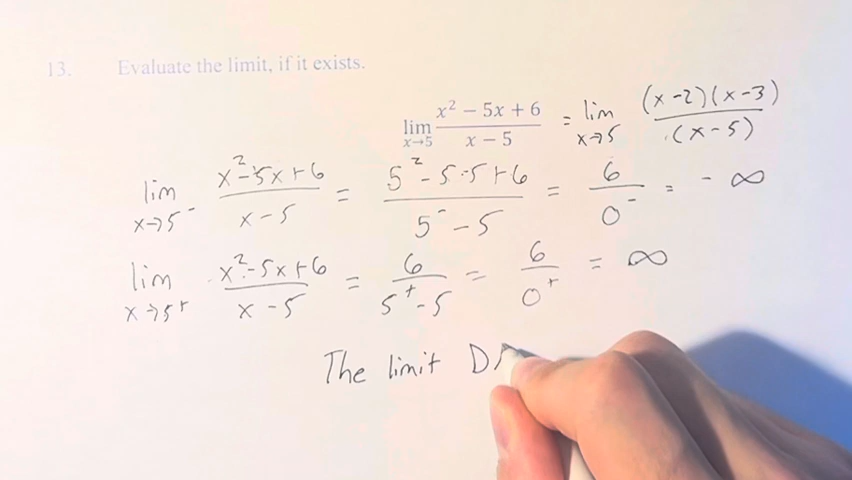 13. Evaluate the limit, if it exists.
lim x→5 (x² − 5x + 6)/(x − 5) = lim x→5 ((x−2)(x−3))/((x−5))
lim x→5⁻ (x²−5x+6)/(x−5) = (5²−5·5+6)/(5⁻−5) = 6/0⁻ = −∞
lim x→5⁺ (x²−5x+6)/(x−5) = 6/(5⁺−5) = 6/0⁺ = ∞
The limit D